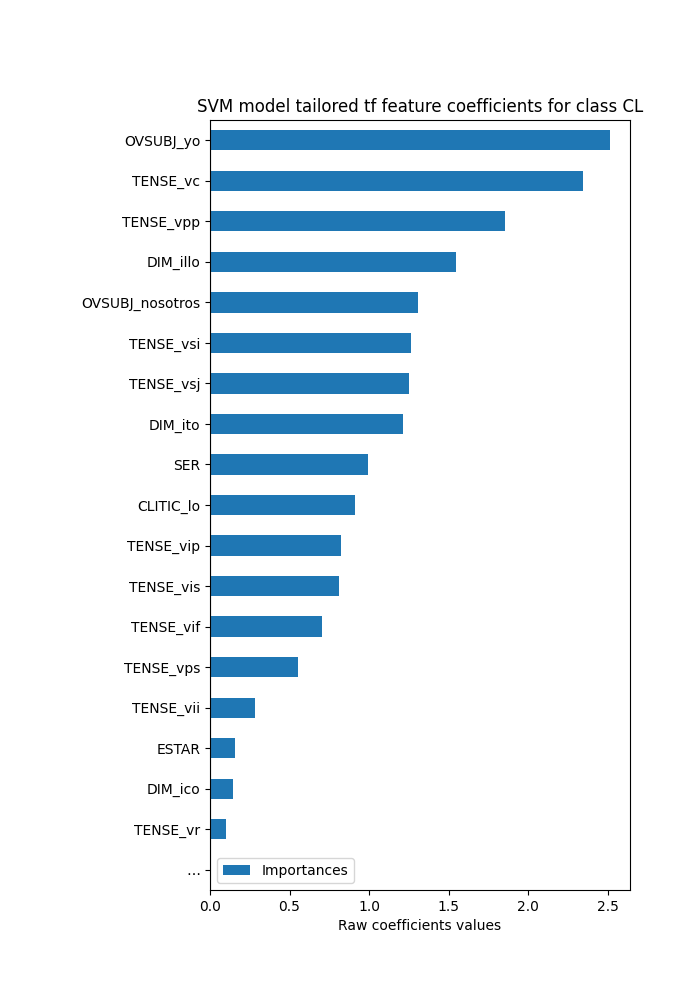 SVM model tailored tf feature coefficients for class CL
OVSUBJ_yo
TENSE_vc
TENSE_vpp
DIM_illo
OVSUBJ_nosotros
TENSE_vsi
TENSE_vsj
DIM_ito
SER
CLITIC_lo
TENSE_vip
TENSE_vis
TENSE_vif
TENSE_vps
TENSE_vii
ESTAR
DIM_ico
TENSE_vr
...
Importances
0.0 0.5 1.0 1.5 2.0 2.5
Raw coefficients values